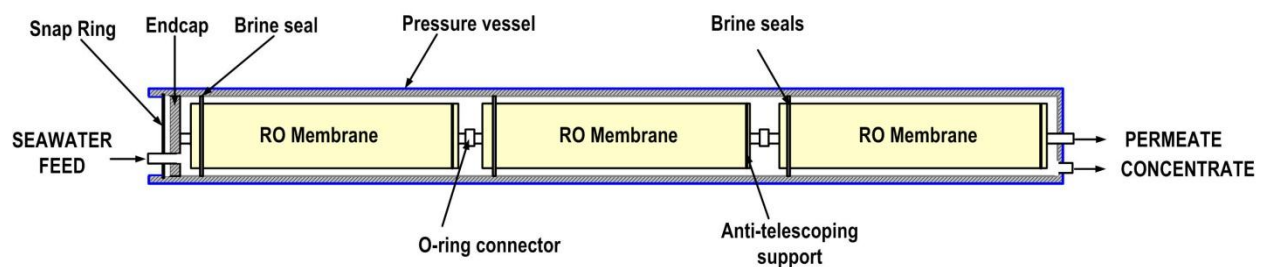 Snap Ring
Endcap
Brine seal
Pressure vessel
Brine seals
SEAWATER
FEED
RO Membrane
RO Membrane
RO Membrane
PERMEATE
CONCENTRATE
O-ring connector
Anti-telescoping
support